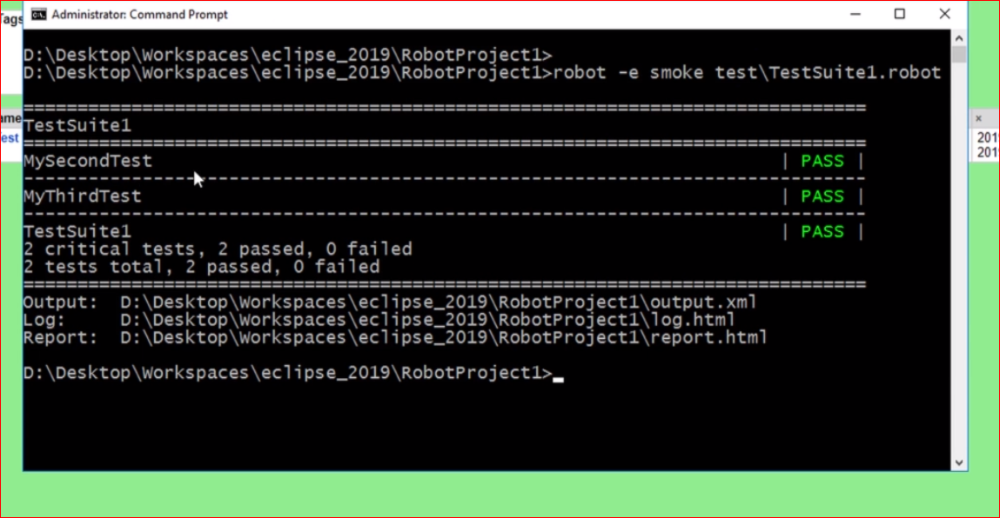 Tags
Administrator: Command Prompt
D:\Desktop\Workspaces\eclipse_2019\RobotProject1>
D:\Desktop\Workspaces\eclipse_2019\RobotProject1>robot -e smoke test\TestSuite1.robot
==============================================================================
TestSuite1
==============================================================================
MySecondTest | PASS |
------------------------------------------------------------------------------
MyThirdTest | PASS |
------------------------------------------------------------------------------
TestSuite1 | PASS |
2 critical tests, 2 passed, 0 failed
2 tests total, 2 passed, 0 failed
==============================================================================
Output: D:\Desktop\Workspaces\eclipse_2019\RobotProject1\output.xml
Log: D:\Desktop\Workspaces\eclipse_2019\RobotProject1\log.html
Report: D:\Desktop\Workspaces\eclipse_2019\RobotProject1\report.html
D:\Desktop\Workspaces\eclipse_2019\RobotProject1>
ame
est
×
201
201